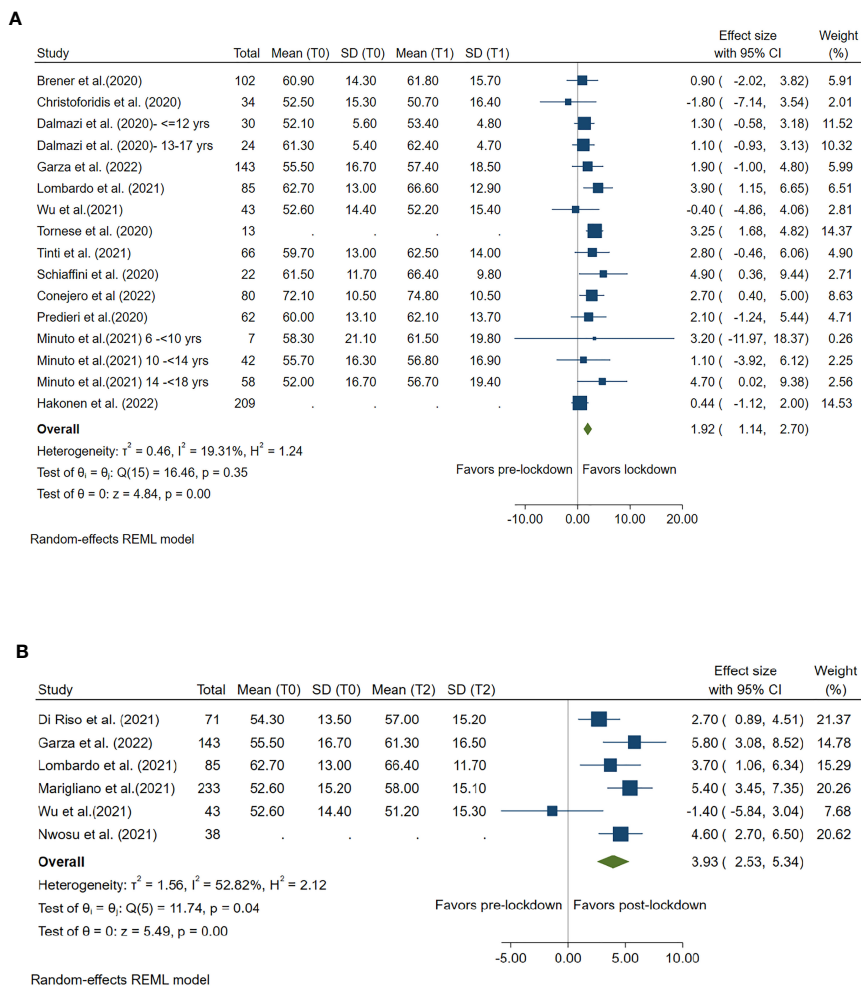 A
Effect size Weight
Study Total Mean (T0) SD (T0) Mean (T1) SD (T1) with 95% CI (%)
Brener et al.(2020) 102 60.90 14.30 61.80 15.70 0.90 ( -2.02, 3.82) 5.91
Christoforidis et al. (2020) 34 52.50 15.30 50.70 16.40 -1.80 ( -7.14, 3.54) 2.01
Dalmazi et al. (2020)- <=12 yrs 30 52.10 5.60 53.40 4.80 1.30 ( -0.58, 3.18) 11.52
Dalmazi et al. (2020)- 13-17 yrs 24 61.30 5.40 62.40 4.70 1.10 ( -0.93, 3.13) 10.32
Garza et al. (2022) 143 55.50 16.70 57.40 18.50 1.90 ( -1.00, 4.80) 5.99
Lombardo et al. (2021) 85 62.70 13.00 66.60 12.90 3.90 ( 1.15, 6.65) 6.51
Wu et al.(2021) 43 52.60 14.40 52.20 15.40 -0.40 ( -4.86, 4.06) 2.81
Tornese et al. (2020) 13 . . . . 3.25 ( 1.68, 4.82) 14.37
Tinti et al. (2021) 66 59.70 13.00 62.50 14.00 2.80 ( -0.46, 6.06) 4.90
Schiaffini et al. (2020) 22 61.50 11.70 66.40 9.80 4.90 ( 0.36, 9.44) 2.71
Conejero et al (2022) 80 72.10 10.50 74.80 10.50 2.70 ( 0.40, 5.00) 8.63
Predieri et al.(2020) 62 60.00 13.10 62.10 13.70 2.10 ( -1.24, 5.44) 4.71
Minuto et al.(2021) 6 -<10 yrs 7 58.30 21.10 61.50 19.80 3.20 ( -11.97, 18.37) 0.26
Minuto et al.(2021) 10 -<14 yrs 42 55.70 16.30 56.80 16.90 1.10 ( -3.92, 6.12) 2.25
Minuto et al.(2021) 14 -<18 yrs 58 52.00 16.70 56.70 19.40 4.70 ( 0.02, 9.38) 2.56
Hakonen et al. (2022) 209 . . . . 0.44 ( -1.12, 2.00) 14.53
Overall 1.92 ( 1.14, 2.70)
Heterogeneity: τ² = 0.46, I² = 19.31%, H² = 1.24
Test of θᵢ = θⱼ: Q(15) = 16.46, p = 0.35 Favors pre-lockdown Favors lockdown
Test of θ = 0: z = 4.84, p = 0.00
-10.00 0.00 10.00 20.00
Random-effects REML model
B
Effect size Weight
Study Total Mean (T0) SD (T0) Mean (T2) SD (T2) with 95% CI (%)
Di Riso et al. (2021) 71 54.30 13.50 57.00 15.20 2.70 ( 0.89, 4.51) 21.37
Garza et al. (2022) 143 55.50 16.70 61.30 16.50 5.80 ( 3.08, 8.52) 14.78
Lombardo et al. (2021) 85 62.70 13.00 66.40 11.70 3.70 ( 1.06, 6.34) 15.29
Marigliano et al.(2021) 233 52.60 15.20 58.00 15.10 5.40 ( 3.45, 7.35) 20.26
Wu et al.(2021) 43 52.60 14.40 51.20 15.30 -1.40 ( -5.84, 3.04) 7.68
Nwosu et al. (2021) 38 . . . . 4.60 ( 2.70, 6.50) 20.62
Overall 3.93 ( 2.53, 5.34)
Heterogeneity: τ² = 1.56, I² = 52.82%, H² = 2.12
Test of θᵢ = θⱼ: Q(5) = 11.74, p = 0.04 Favors pre-lockdown Favors post-lockdown
Test of θ = 0: z = 5.49, p = 0.00
-5.00 0.00 5.00 10.00
Random-effects REML model